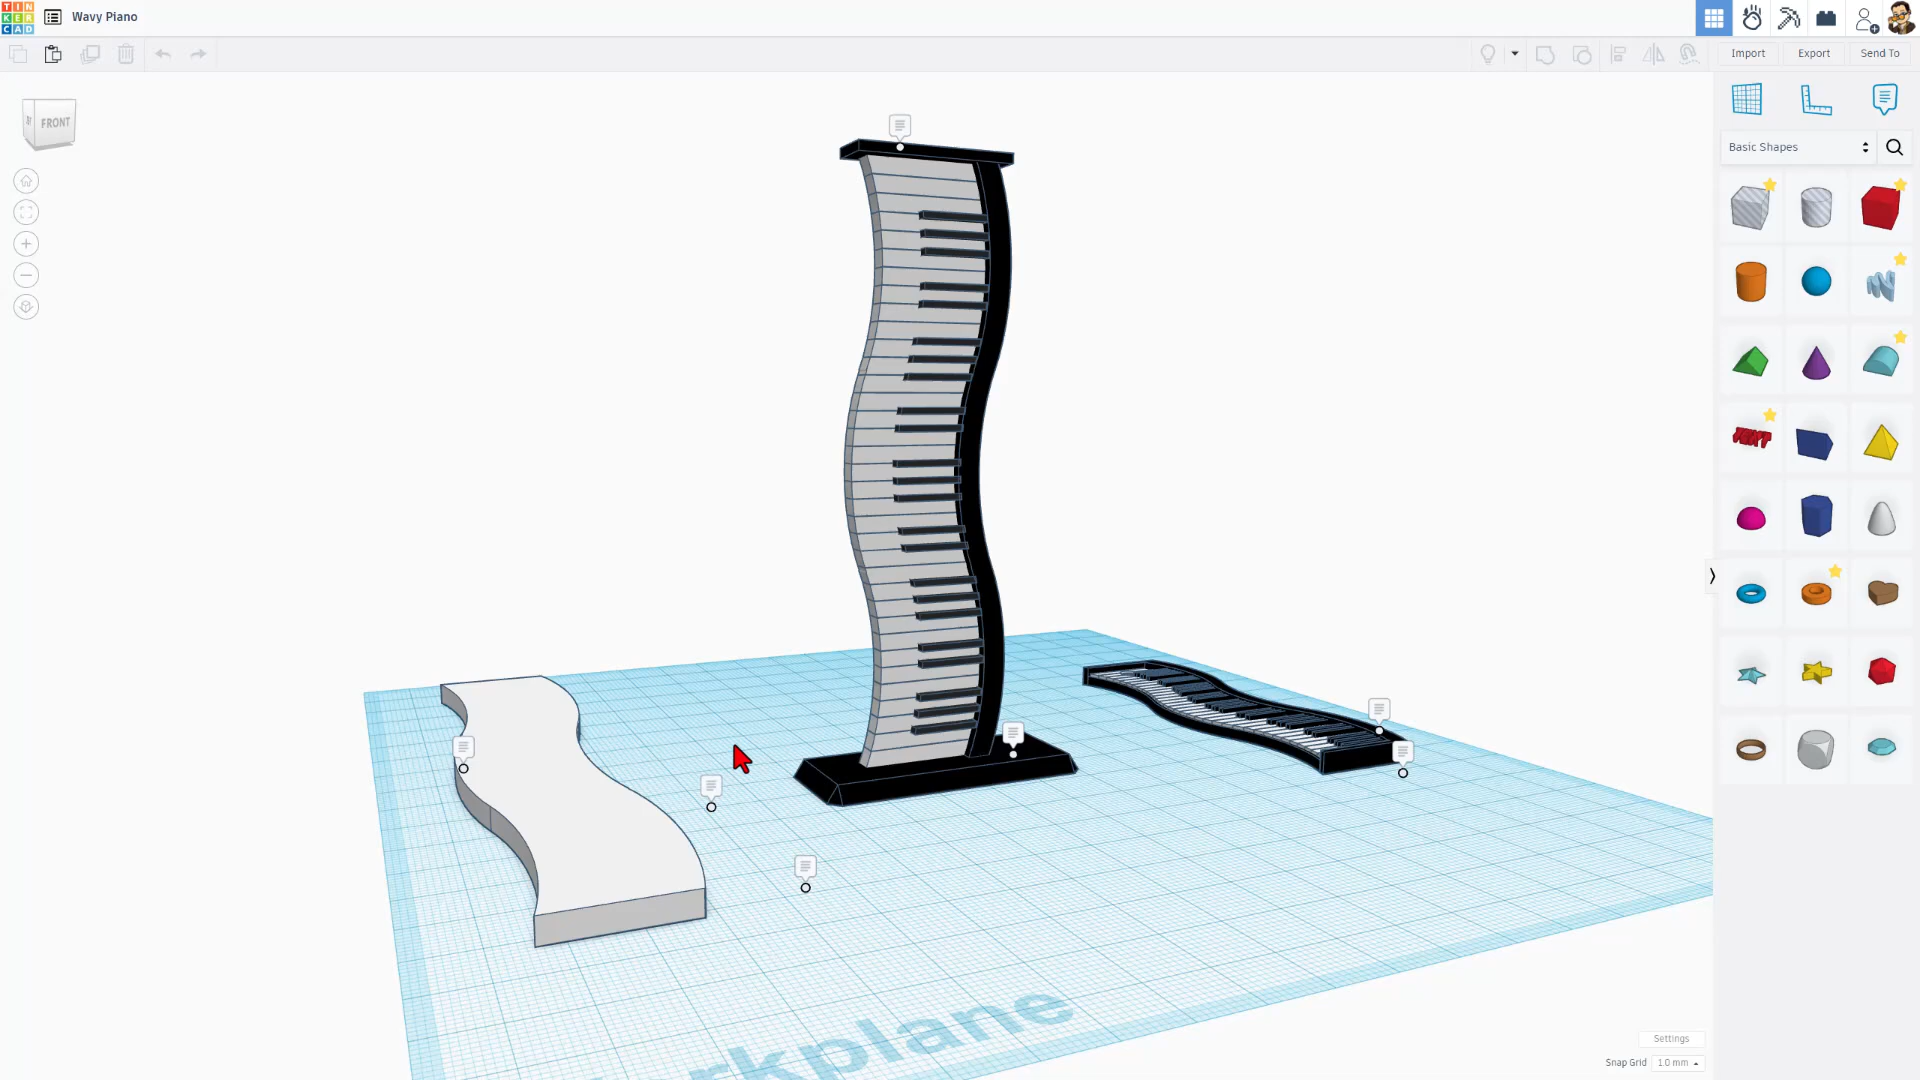 TIN
KER
CAD
Wavy Piano
Import
Export
Send To
FRONT
Basic Shapes
TEXT
rkplane
Settings
Snap Grid
1.0 mm